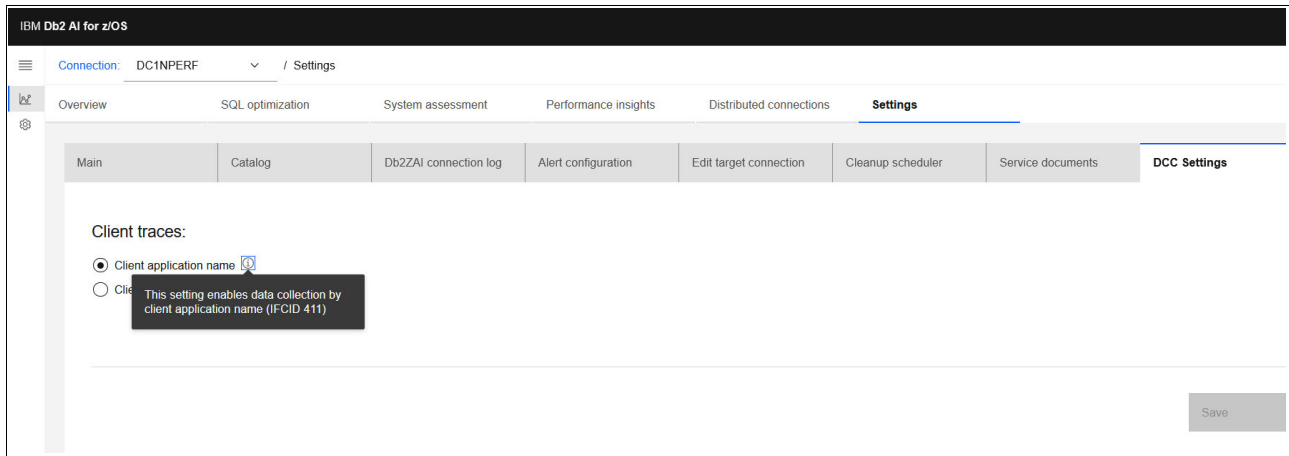 IBM Db2 AI for z/OS
Connection: DC1NPERF / Settings
Overview SQL optimization System assessment Performance insights Distributed connections Settings
Main Catalog Db2ZAI connection log Alert configuration Edit target connection Cleanup scheduler Service documents DCC Settings
Client traces:
Client application name
This setting enables data collection by
client application name (IFCID 411)
Save